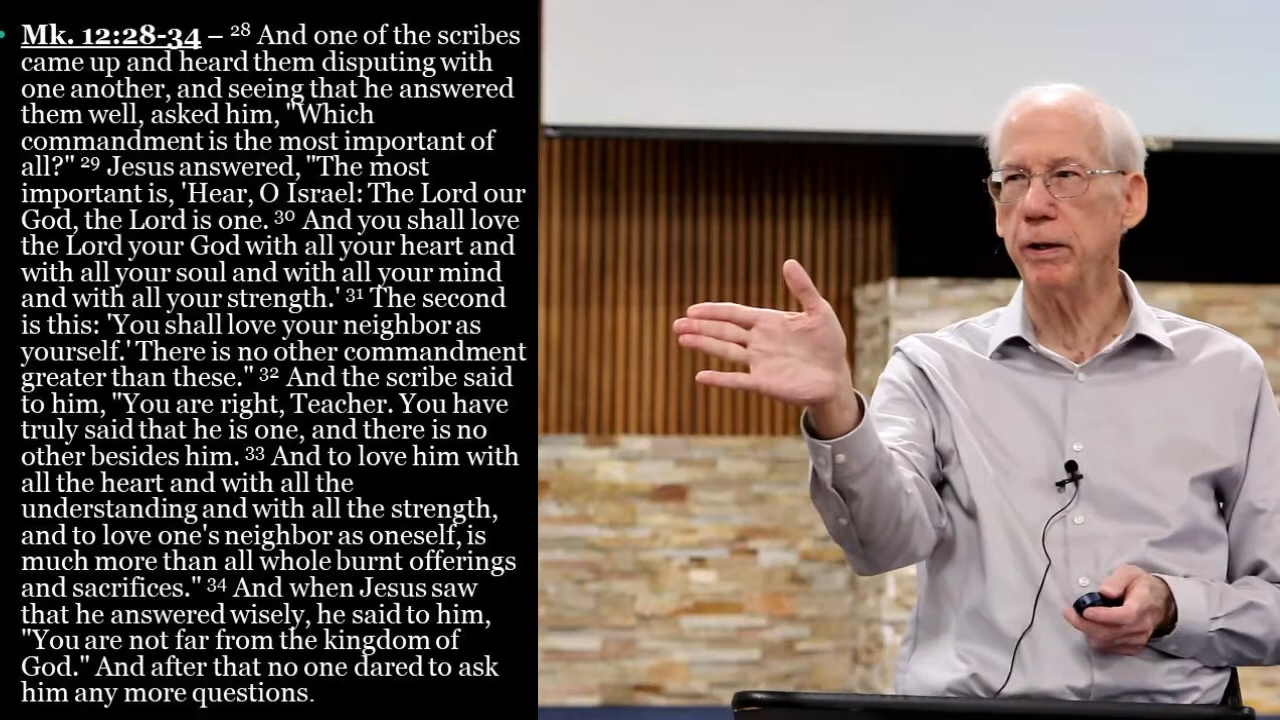 • Mk. 12:28-34 – 28 And one of the scribes
came up and heard them disputing with
one another, and seeing that he answered
them well, asked him, "Which
commandment is the most important of
all?" 29 Jesus answered, "The most
important is, 'Hear, O Israel: The Lord our
God, the Lord is one. 30 And you shall love
the Lord your God with all your heart and
with all your soul and with all your mind
and with all your strength.' 31 The second
is this: 'You shall love your neighbor as
yourself.' There is no other commandment
greater than these." 32 And the scribe said
to him, "You are right, Teacher. You have
truly said that he is one, and there is no
other besides him. 33 And to love him with
all the heart and with all the
understanding and with all the strength,
and to love one's neighbor as oneself, is
much more than all whole burnt offerings
and sacrifices." 34 And when Jesus saw
that he answered wisely, he said to him,
"You are not far from the kingdom of
God." And after that no one dared to ask
him any more questions.